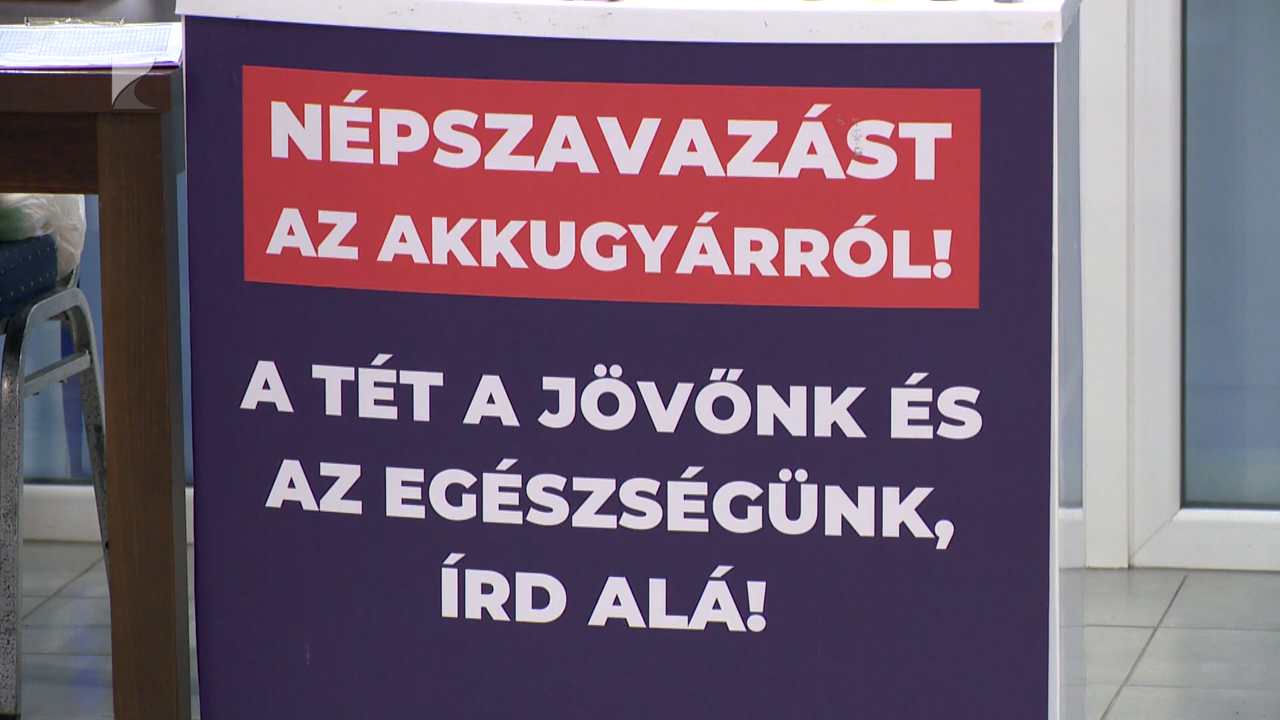 NÉPSZAVAZÁST
AZ AKKUGYÁRRÓL!
A TÉT A JÖVŐNK ÉS
AZ EGÉSZSÉGÜNK,
ÍRD ALÁ!